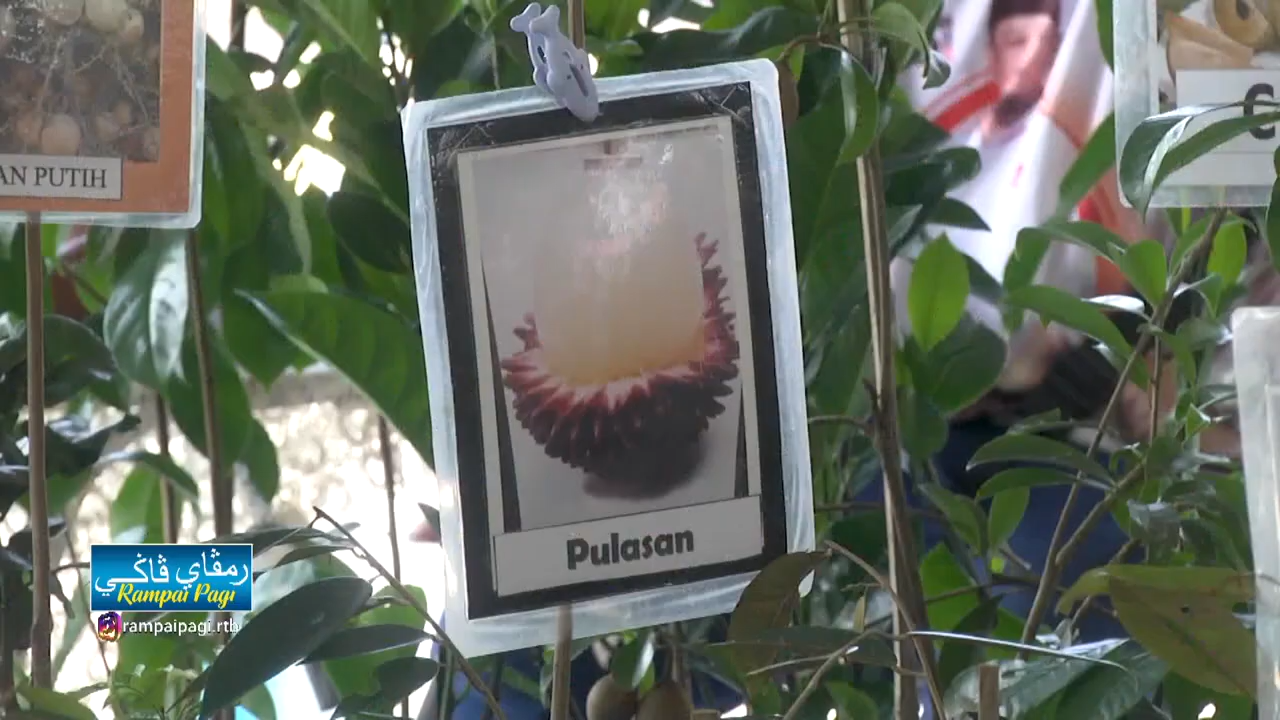 AN PUTIH
Pulasan
رمڤاي ڤاݢي
Rampai Pagi
rampaipagi.rtb